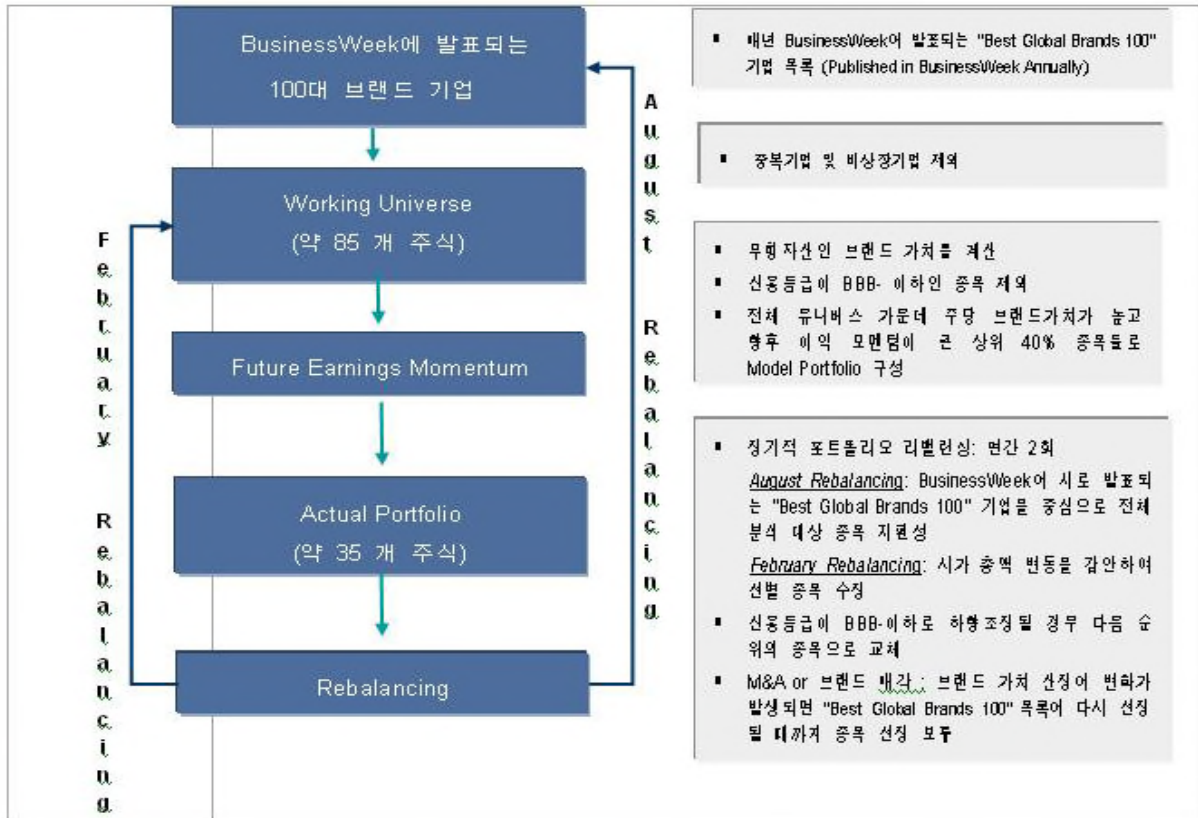 BusinessWeek에 발표되는
100대 브랜드 기업
Working Universe
(약 85 개 주식)
Future Earnings Momentum
Actual Portfolio
(약 35 개 주식)
Rebalancing
February Rebalancing
August Rebalancing
▪ 매년 BusinessWeek에 발표되는 "Best Global Brands 100"
기업 목록 (Published in BusinessWeek Annually)
▪ 중복기업 및 비상장기업 제외
▪ 무형자산인 브랜드 가치를 계산
▪ 신용등급이 BBB- 이하인 종목 제외
▪ 전체 유니버스 가운데 주당 브랜드가치가 높고
향후 이익 모멘텀이 큰 상위 40% 종목들로
Model Portfolio 구성
▪ 정기적 포트폴리오 리밸런싱: 연간 2회
August Rebalancing: BusinessWeek에 새로 발표되
는 "Best Global Brands 100" 기업을 중심으로 전체
분석 대상 종목 재편성
February Rebalancing: 시가 총액 변동을 감안하여
선별 종목 수정
▪ 신용등급이 BBB-이하로 하향조정될 경우 다음 순
위의 종목으로 교체
▪ M&A or 브랜드 매각 : 브랜드 가치 산정에 변화가
발생되면 "Best Global Brands 100" 목록에 다시 선정
될 때까지 종목 선정 보류